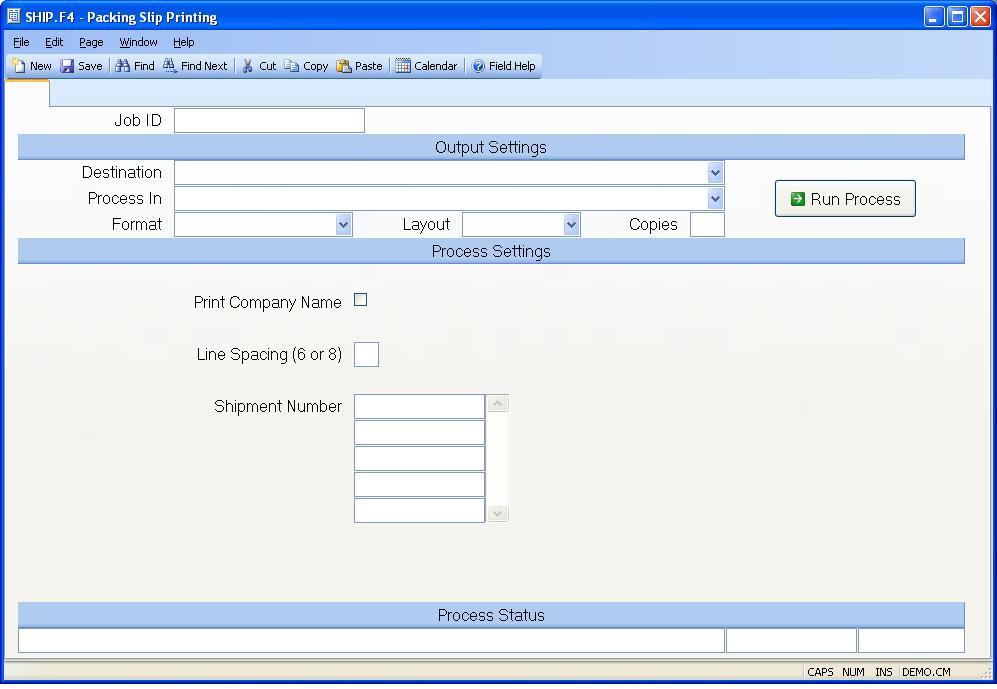 SHIP.F4 - Packing Slip Printing
File Edit Page Window Help
New Save Find Find Next Cut Copy Paste Calendar Field Help
Job ID
Output Settings
Destination
Process In
Run Process
Format Layout Copies
Process Settings
Print Company Name
Line Spacing (6 or 8)
Shipment Number
Process Status
CAPS NUM INS DEMO.CM